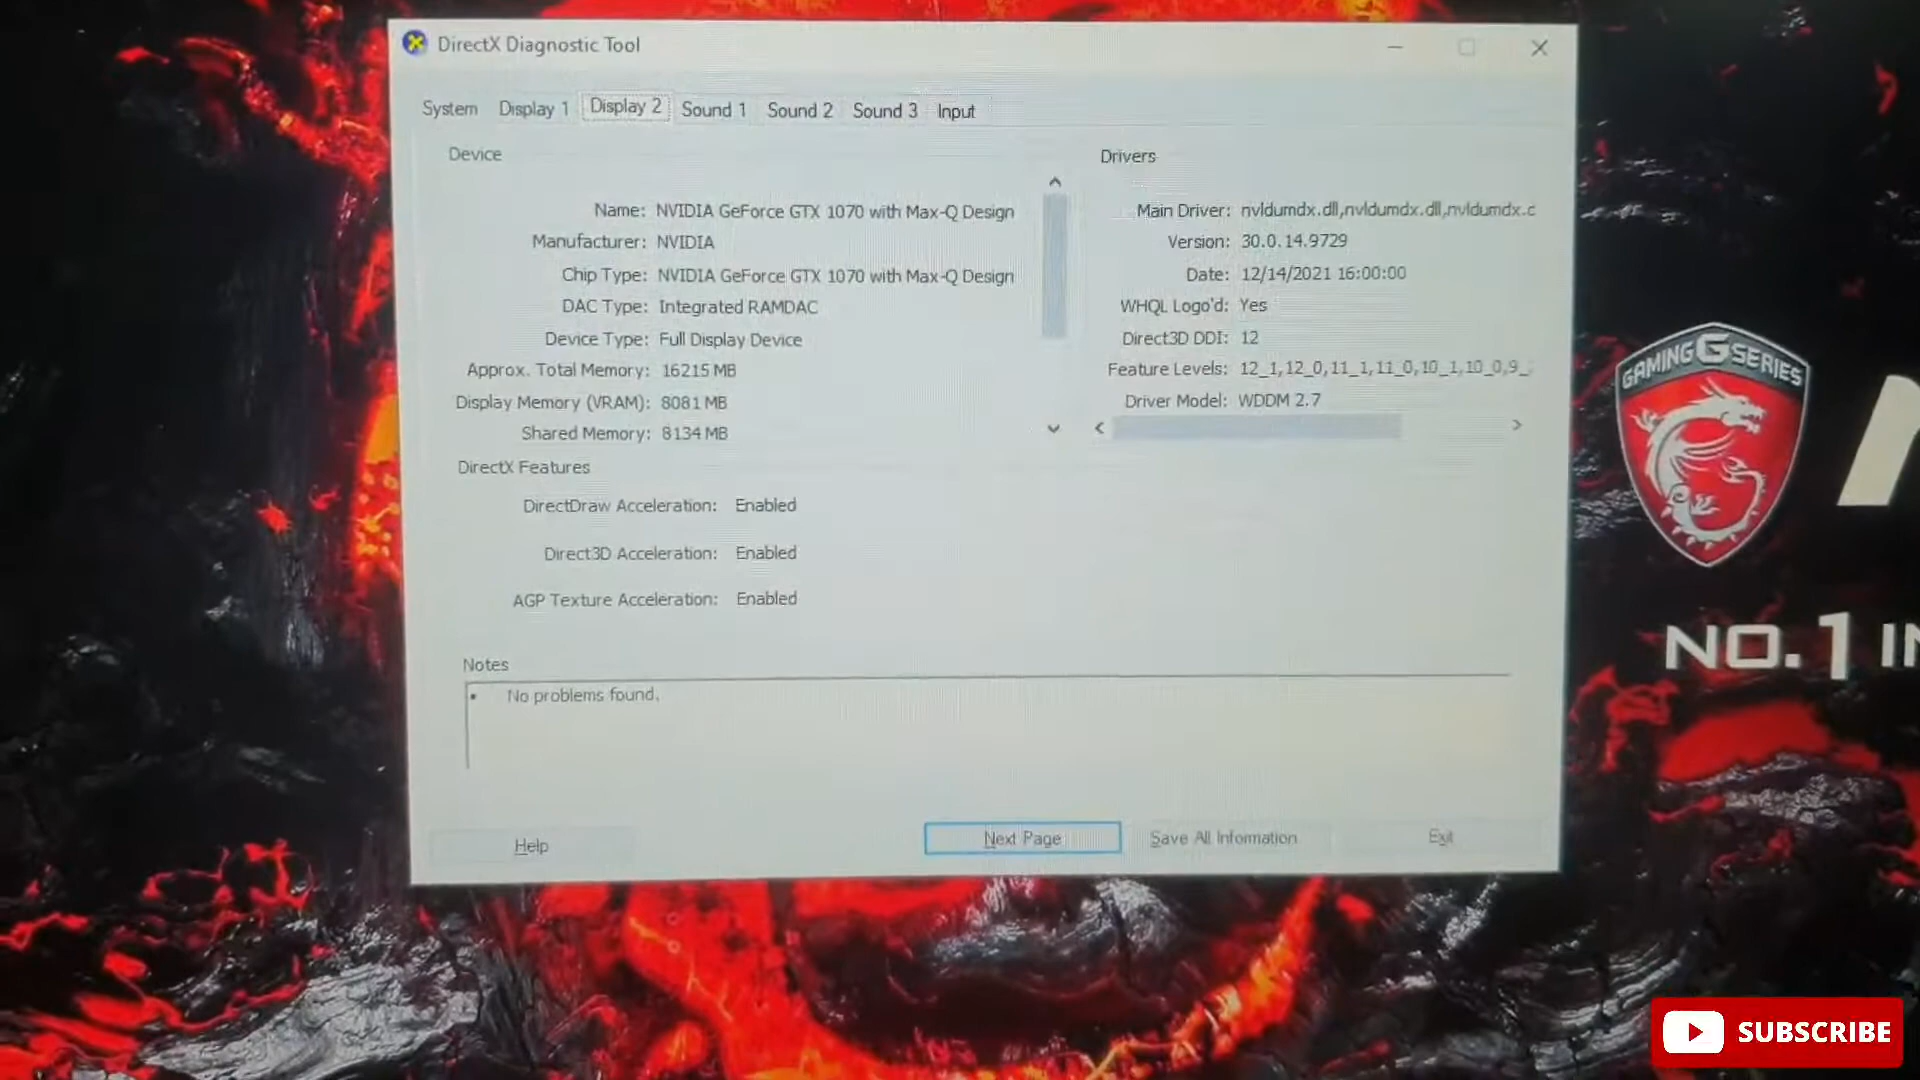 DirectX Diagnostic Tool
System Display 1 Display 2 Sound 1 Sound 2 Sound 3 Input
Device
Name: NVIDIA GeForce GTX 1070 with Max-Q Design
Manufacturer: NVIDIA
Chip Type: NVIDIA GeForce GTX 1070 with Max-Q Design
DAC Type: Integrated RAMDAC
Device Type: Full Display Device
Approx. Total Memory: 16215 MB
Display Memory (VRAM): 8081 MB
Shared Memory: 8134 MB
Drivers
Main Driver: nvldumdx.dll,nvldumdx.dll,nvldumdx.c
Version: 30.0.14.9729
Date: 12/14/2021 16:00:00
WHQL Logo'd: Yes
Direct3D DDI: 12
Feature Levels: 12_1,12_0,11_1,11_0,10_1,10_0,9_
Driver Model: WDDM 2.7
DirectX Features
DirectDraw Acceleration: Enabled
Direct3D Acceleration: Enabled
AGP Texture Acceleration: Enabled
Notes
• No problems found.
Help Next Page Save All Information Exit
GAMING G SERIES
NO.1 IN
SUBSCRIBE